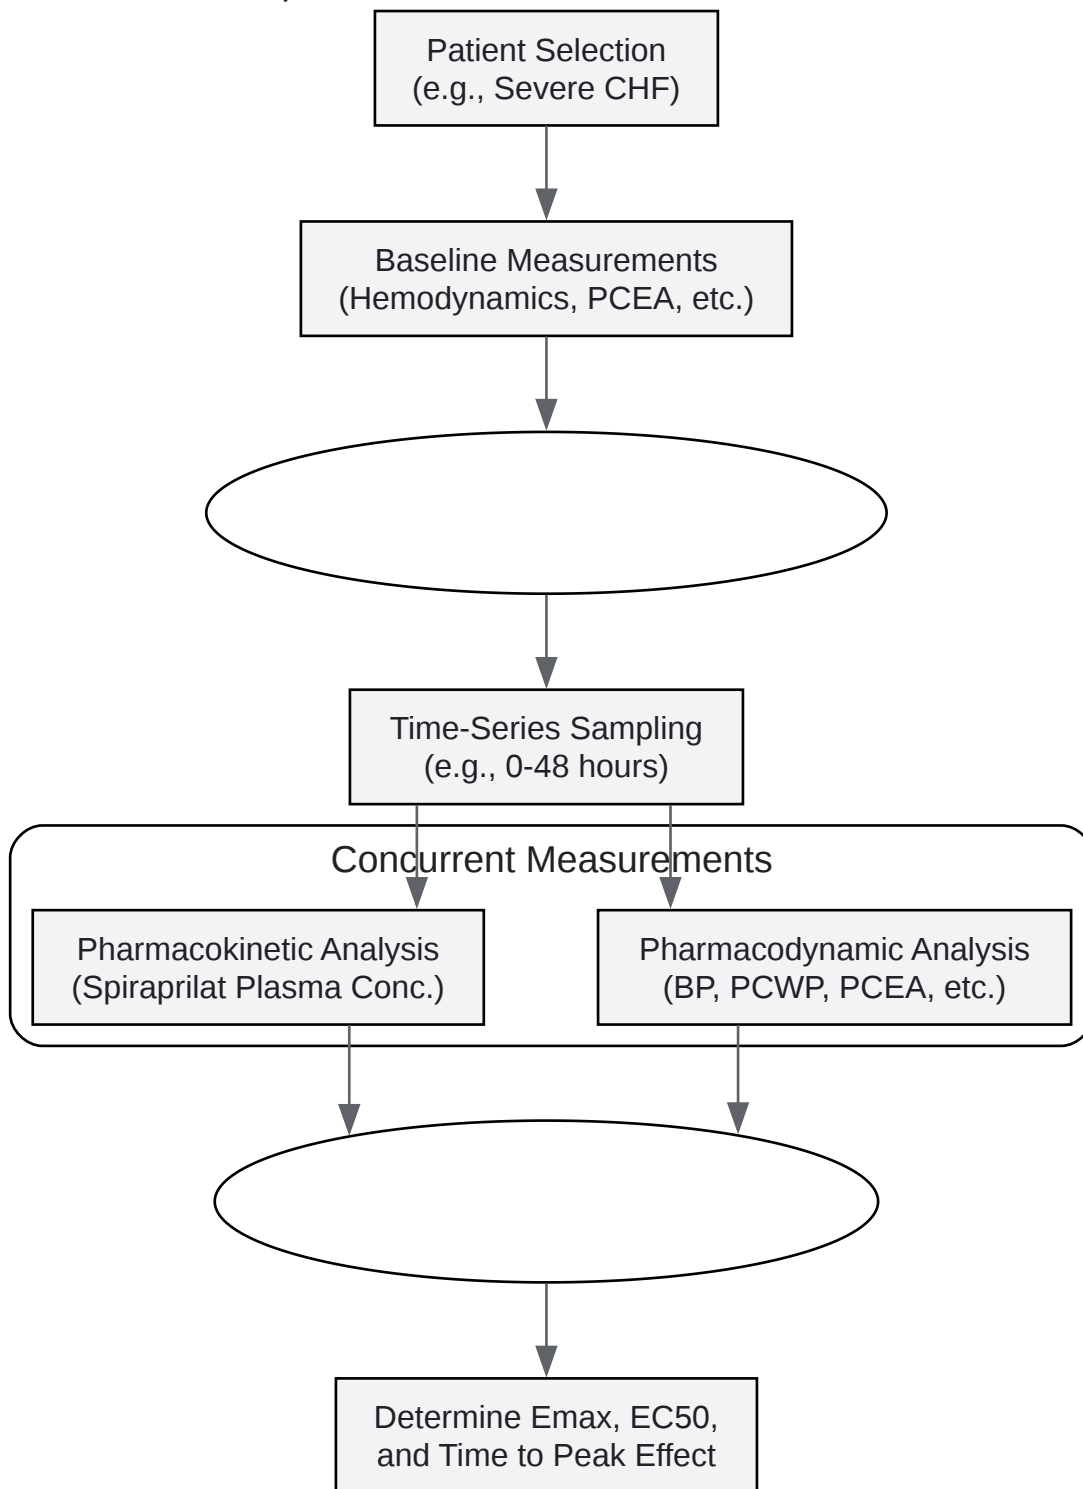 Patient Selection
(e.g., Severe CHF)
Baseline Measurements
(Hemodynamics, PCEA, etc.)
Time-Series Sampling
(e.g., 0-48 hours)
Concurrent Measurements
Pharmacokinetic Analysis
(Spiraprilat Plasma Conc.)
Pharmacodynamic Analysis
(BP, PCWP, PCEA, etc.)
Determine Emax, EC50,
and Time to Peak Effect